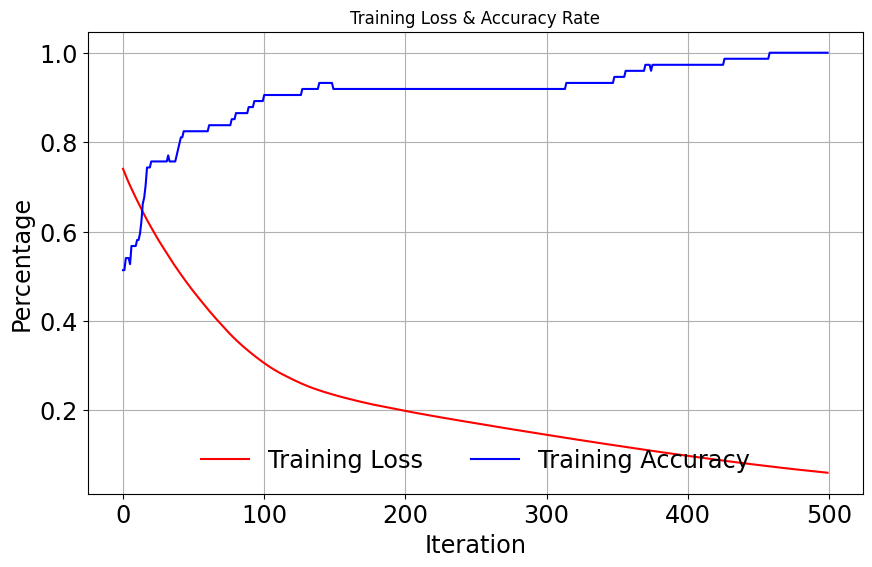 Training Loss & Accuracy Rate
Percentage
1.0
0.8
0.6
0.4
0.2
Training Loss
Training Accuracy
0 100 200 300 400 500
Iteration